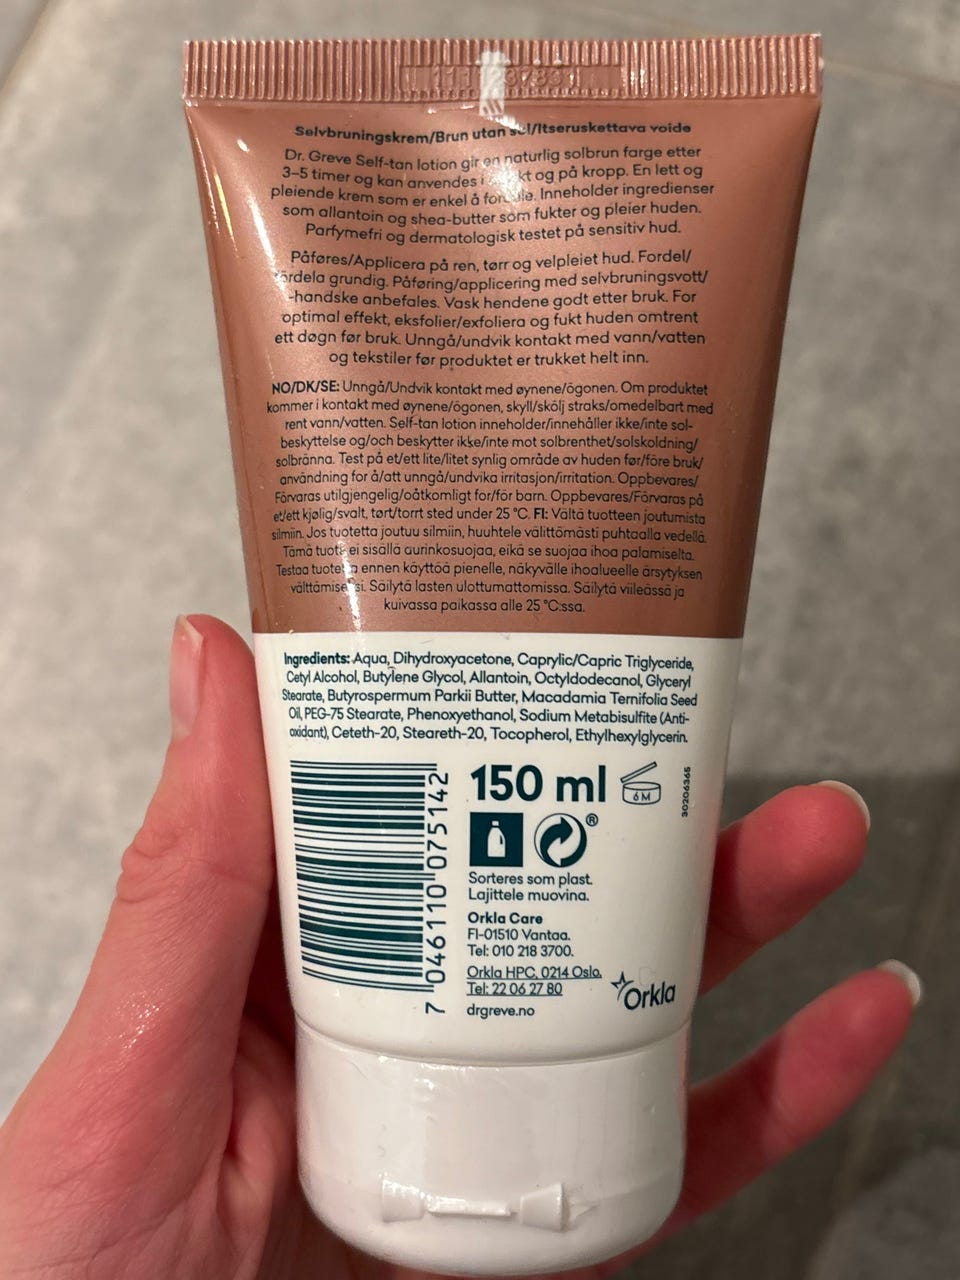 Selvbruningskrem/Brun utan sol/Itseruskettava voide
Dr. Greve Self-tan lotion gir en naturlig solbrun farge etter
3–5 timer og kan anvendes i og på kropp. En lett og
pleiende krem som er enkel å Inneholder ingredienser
som allantoin og shea-butter som fukter og pleier huden.
Parfymefri og dermatologisk testet på sensitiv hud.
Påføres/Applicera på ren, tørr og velpleiet hud. Fordel/
fördela grundig. Påføring/applicering med selvbruningsvott/
-handske anbefales. Vask hendene godt etter bruk. For
optimal effekt, eksfolier/exfoliera og fukt huden omtrent
ett døgn før bruk. Unngå/undvik kontakt med vann/vatten
og tekstiler før produktet er trukket helt inn.
NO/DK/SE: Unngå/Undvik kontakt med øynene/ögonen. Om produktet
kommer i kontakt med øynene/ögonen, skyll/skölj straks/omedelbart med
rent vann/vatten. Self-tan lotion inneholder/innehåller ikke/inte sol-
beskyttelse og/och beskytter ikke/inte mot solbrenthet/solskoldning/
solbränna. Test på et/ett lite/litet synlig område av huden før/före bruk/
användning for å/att unngå/undvika irritasjon/irritation. Oppbevares/
Förvaras utilgjengelig/oåtkomligt for/för barn. Oppbevares/Förvaras på
et/ett kjølig/svalt, tørt/torrt sted under 25 °C. FI: Vältä tuotteen joutumista
silmiin. Jos tuotetta joutuu silmiin, huuhtele välittömästi puhtaalla vedellä.
Tämä tuote ei sisällä aurinkosuojaa, eikä se suojaa ihoa palamiselta.
Testaa tuotetta ennen käyttöä pienelle, näkyvälle ihoalueelle ärsytyksen
välttämiseksi. Säilytä lasten ulottumattomissa. Säilytä viileässä ja
kuivassa paikassa alle 25 °C:ssa.
Ingredients: Aqua, Dihydroxyacetone, Caprylic/Capric Triglyceride,
Cetyl Alcohol, Butylene Glycol, Allantoin, Octyldodecanol, Glyceryl
Stearate, Butyrospermum Parkii Butter, Macadamia Ternifolia Seed
Oil, PEG-75 Stearate, Phenoxyethanol, Sodium Metabisulfite (Anti-
oxidant), Ceteth-20, Steareth-20, Tocopherol, Ethylhexylglycerin.
7 046110 075142
150 ml
6 M
30206365
®
Sorteres som plast.
Lajittele muovina.
Orkla Care
FI-01510 Vantaa.
Tel: 010 218 3700.
Orkla HPC, 0214 Oslo.
Tel: 22 06 27 80
drgreve.no
Orkla